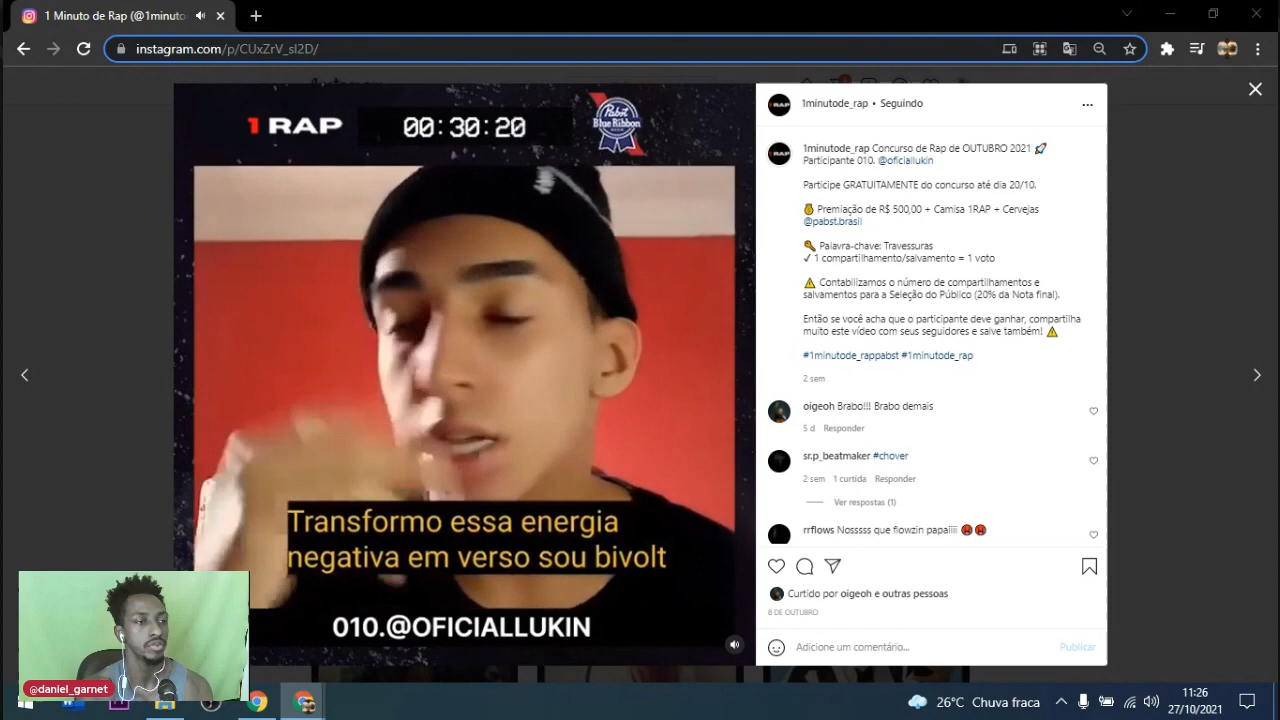 1 Minuto de Rap (@1minuto
instagram.com/p/CUxZrV_sI2D/
1 RAP
00:30:20
Pabst
Blue Ribbon
Transformo essa energia
negativa em verso sou bivolt
010.@OFICIALLUKIN
@daniel_garnet
1minutode_rap • Seguindo
1minutode_rap Concurso de Rap de OUTUBRO 2021 🚀
Participante 010. @oficiallukin
Participe GRATUITAMENTE do concurso até dia 20/10.
🏅 Premiação de R$ 500,00 + Camisa 1RAP + Cervejas
@pabst.brasil
🔑 Palavra-chave: Travessuras
✓ 1 compartilhamento/salvamento = 1 voto
⚠️ Contabilizamos o número de compartilhamentos e
salvamentos para a Seleção do Público (20% da Nota final).
Então se você acha que o participante deve ganhar, compartilha
muito este vídeo com seus seguidores e salve também! ⚠️
#1minutode_rappabst #1minutode_rap
2 sem
oigeoh Brabo!!! Brabo demais
5 d Responder
sr.p_beatmaker #chover
2 sem 1 curtida Responder
Ver respostas (1)
rrflows Nosssss que flowzin papaiiii 😡😡
Curtido por oigeoh e outras pessoas
8 DE OUTUBRO
Adicione um comentário...
Publicar
26°C Chuva fraca
11:26
27/10/2021